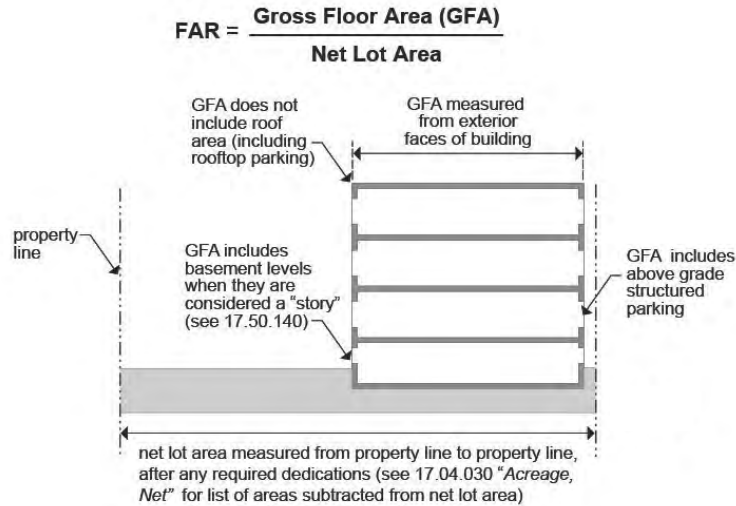 FAR = Gross Floor Area (GFA)
Net Lot Area
GFA does not
include roof
area (including
rooftop parking)
GFA measured
from exterior
faces of building
property
line
GFA includes
basement levels
when they are
considered a “story”
(see 17.50.140)
GFA includes
above grade
structured
parking
net lot area measured from property line to property line,
after any required dedications (see 17.04.030 “Acreage,
Net” for list of areas subtracted from net lot area)